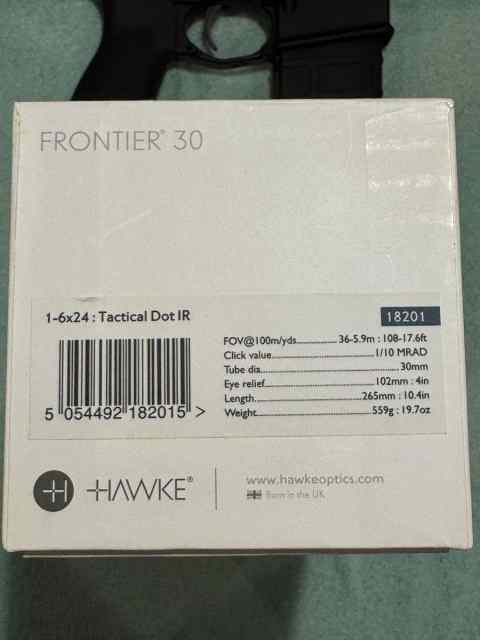 FRONTIER® 30
1-6x24 : Tactical Dot IR
18201
FOV@100m/yds 36-5.9m : 108-17.6ft
Click value 1/10 MRAD
Tube dia. 30mm
Eye relief 102mm : 4in
Length 265mm : 10.4in
Weight 559g : 19.7oz
5 054492 182015 >
HAWKE®
www.hawkeoptics.com
Born in the UK